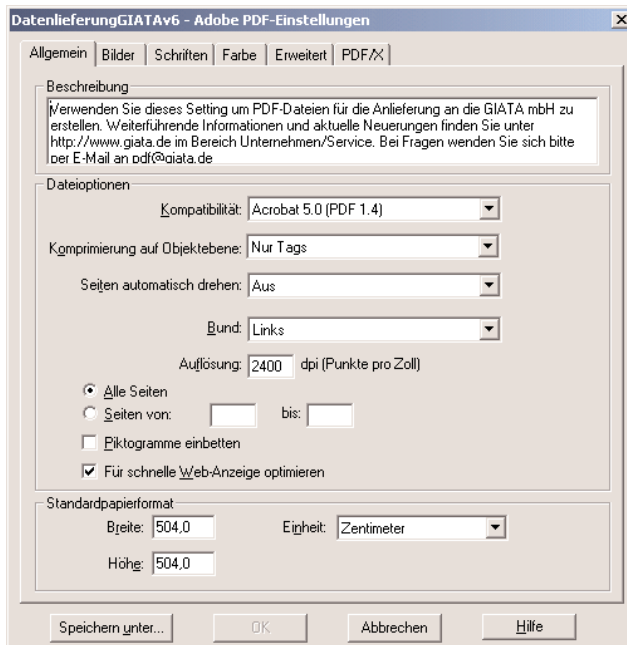 DatenlieferungGIATAv6 - Adobe PDF-Einstellungen
Allgemein Bilder Schriften Farbe Erweitert PDF/X
Beschreibung
Verwenden Sie dieses Setting um PDF-Dateien für die Anlieferung an die GIATA mbH zu
erstellen. Weiterführende Informationen und aktuelle Neuerungen finden Sie unter
http://www.giata.de im Bereich Unternehmen/Service. Bei Fragen wenden Sie sich bitte
per E-Mail an pdf@giata.de
Dateioptionen
Kompatibilität: Acrobat 5.0 (PDF 1.4)
Komprimierung auf Objektebene: Nur Tags
Seiten automatisch drehen: Aus
Bund: Links
Auflösung: 2400 dpi (Punkte pro Zoll)
Alle Seiten
Seiten von: bis:
Piktogramme einbetten
Für schnelle Web-Anzeige optimieren
Standardpapierformat
Breite: 504,0 Einheit: Zentimeter
Höhe: 504,0
Speichern unter... OK Abbrechen Hilfe